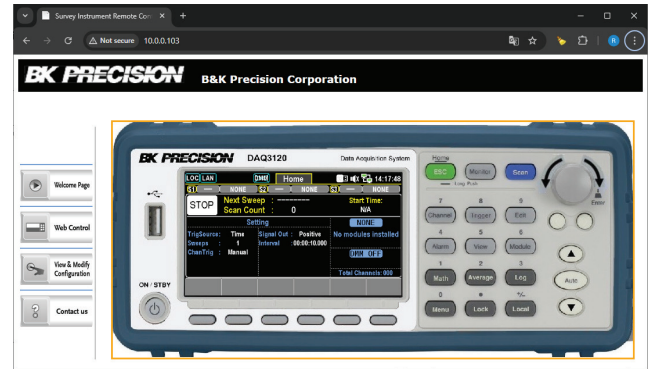 Survey Instrument Remote Con
Not secure 10.0.0.103
R
BK PRECISION B&K Precision Corporation
Welcome Page
Web Control
View & Modify
Configuration
Contact us
BK PRECISION DAQ3120 Data Acquisition System
LOC LAN DMM Home 14:17:48
S1 NONE S2 NONE S3 NONE
STOP
Next Sweep : ---------
Scan Count : 0
Start Time:
N/A
Setting
TrigSource: Time Signal Out : Positive
Sweeps : 1 Interval :00:00:10.000
ChanTrig : Manual
NONE
No modules installed
DMM OFF
Total Channels:000
ON / STBY
Home
ESC Monitor Scan
Long Push
Enter
7 8 9
Channel Trigger Edit
4 5 6
Alarm View Module
1 2 3
Math Average Log
Auto
0 +/-
Menu Lock Local